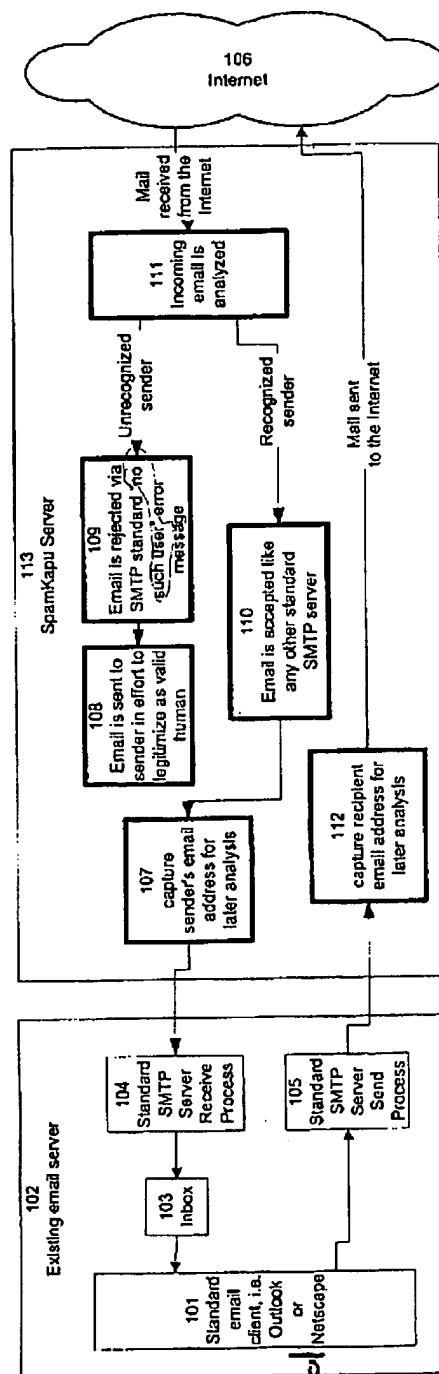 106
Internet
113
SpamKapu Server
Mail
received
from the
Internet
111
Incoming
email is
analyzed
Unrecognized
sender
Recognized
sender
109
Email is rejected via
SMTP standard "no
such user" error
message
108
Email is sent to
sender in effort to
legitimize as valid
human
110
Email is accepted like
any other standard
SMTP server
107
capture
sender's email
address for
later analysis
112
capture recipient
email address for
later analysis
Mail sent
to the Internet
102
Existing email server
104
Standard
SMTP
Server
Receive
Process
103
Inbox
105
Standard
SMTP
Server
Send
Process
101
Standard
email
client, i.e.
Outlook
or
Netscape